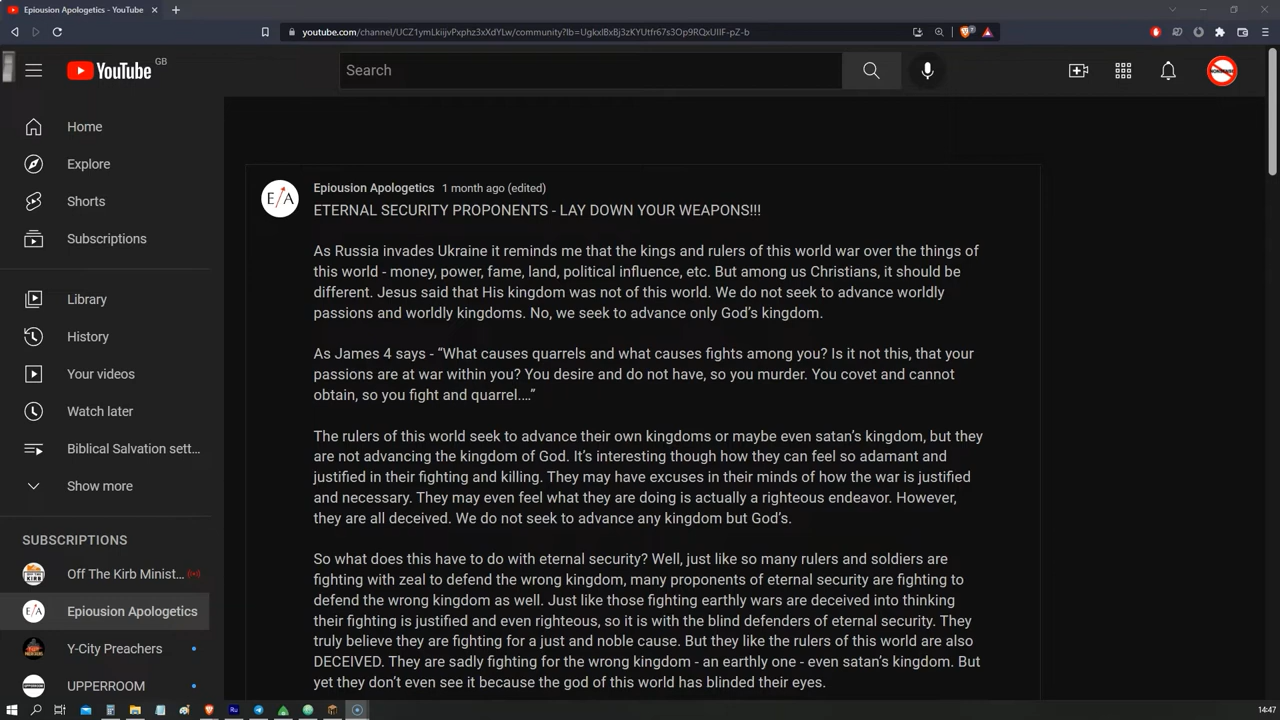 Epiousion Apologetics - YouTube
youtube.com/channel/UCZ1ymLkiijvPxphz3xXdYLw/community?lb=UgkxlBxBj3zKYUtfr67s3Op9RQxUIIF-pZ-b
YouTube GB
Search
Home
Explore
Shorts
Subscriptions
Library
History
Your videos
Watch later
Biblical Salvation sett...
Show more
SUBSCRIPTIONS
Off The Kirb Minist...
Epiousion Apologetics
Y-City Preachers
UPPERROOM
E/A
Epiousion Apologetics 1 month ago (edited)
ETERNAL SECURITY PROPONENTS - LAY DOWN YOUR WEAPONS!!!
As Russia invades Ukraine it reminds me that the kings and rulers of this world war over the things of
this world - money, power, fame, land, political influence, etc. But among us Christians, it should be
different. Jesus said that His kingdom was not of this world. We do not seek to advance worldly
passions and worldly kingdoms. No, we seek to advance only God’s kingdom.
As James 4 says - “What causes quarrels and what causes fights among you? Is it not this, that your
passions are at war within you? You desire and do not have, so you murder. You covet and cannot
obtain, so you fight and quarrel.…”
The rulers of this world seek to advance their own kingdoms or maybe even satan’s kingdom, but they
are not advancing the kingdom of God. It’s interesting though how they can feel so adamant and
justified in their fighting and killing. They may have excuses in their minds of how the war is justified
and necessary. They may even feel what they are doing is actually a righteous endeavor. However,
they are all deceived. We do not seek to advance any kingdom but God’s.
So what does this have to do with eternal security? Well, just like so many rulers and soldiers are
fighting with zeal to defend the wrong kingdom, many proponents of eternal security are fighting to
defend the wrong kingdom as well. Just like those fighting earthly wars are deceived into thinking
their fighting is justified and even righteous, so it is with the blind defenders of eternal security. They
truly believe they are fighting for a just and noble cause. But they like the rulers of this world are also
DECEIVED. They are sadly fighting for the wrong kingdom - an earthly one - even satan’s kingdom. But
yet they don’t even see it because the god of this world has blinded their eyes.
14:47